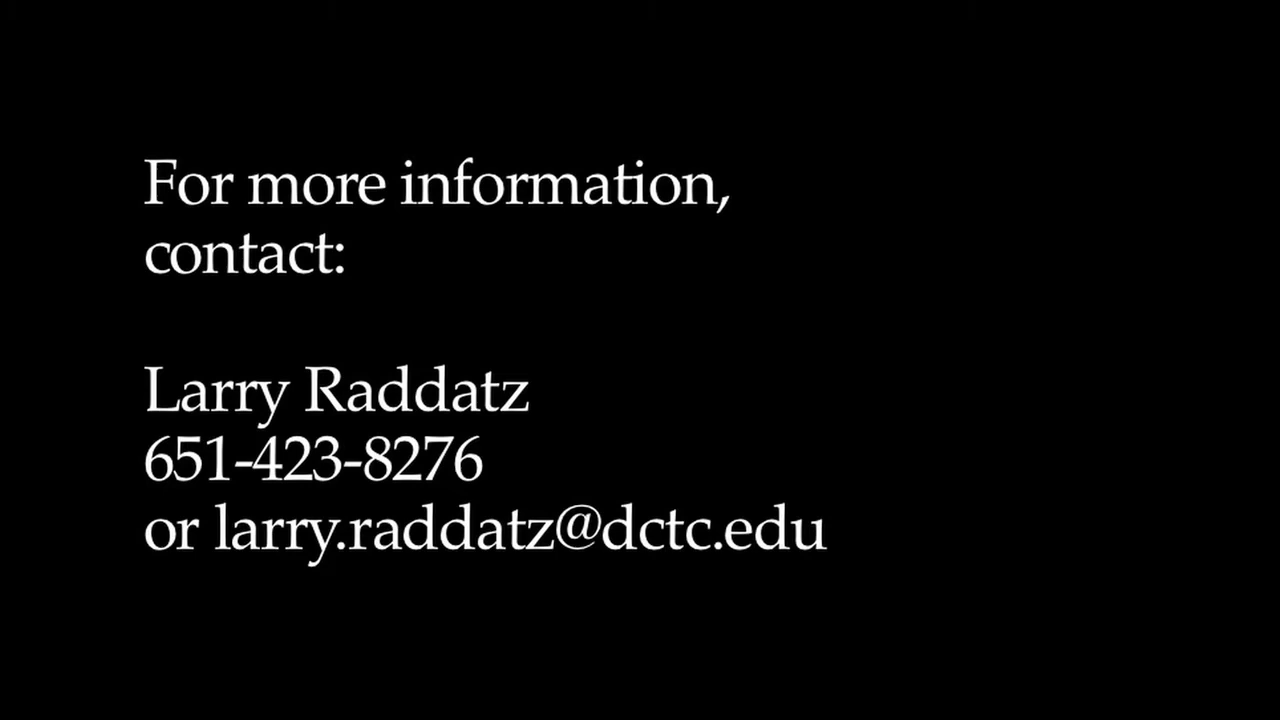 For more information,
contact:
Larry Raddatz
651-423-8276
or larry.raddatz@dctc.edu